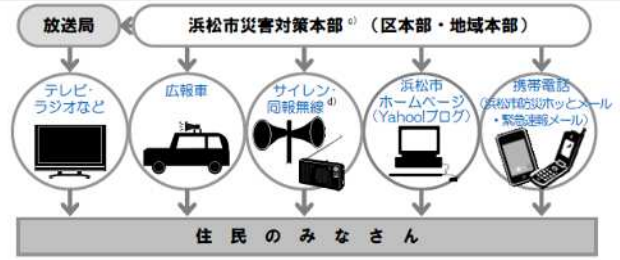 放送局
浜松市災害対策本部 c)(区本部・地域本部)
テレビ・
ラジオなど
広報車
サイレン・
同報無線 d)
浜松市
ホームページ
(Yahoo!ブログ)
携帯電話
(浜松市防災ホッとメール
・緊急速報メール)
住民のみなさん